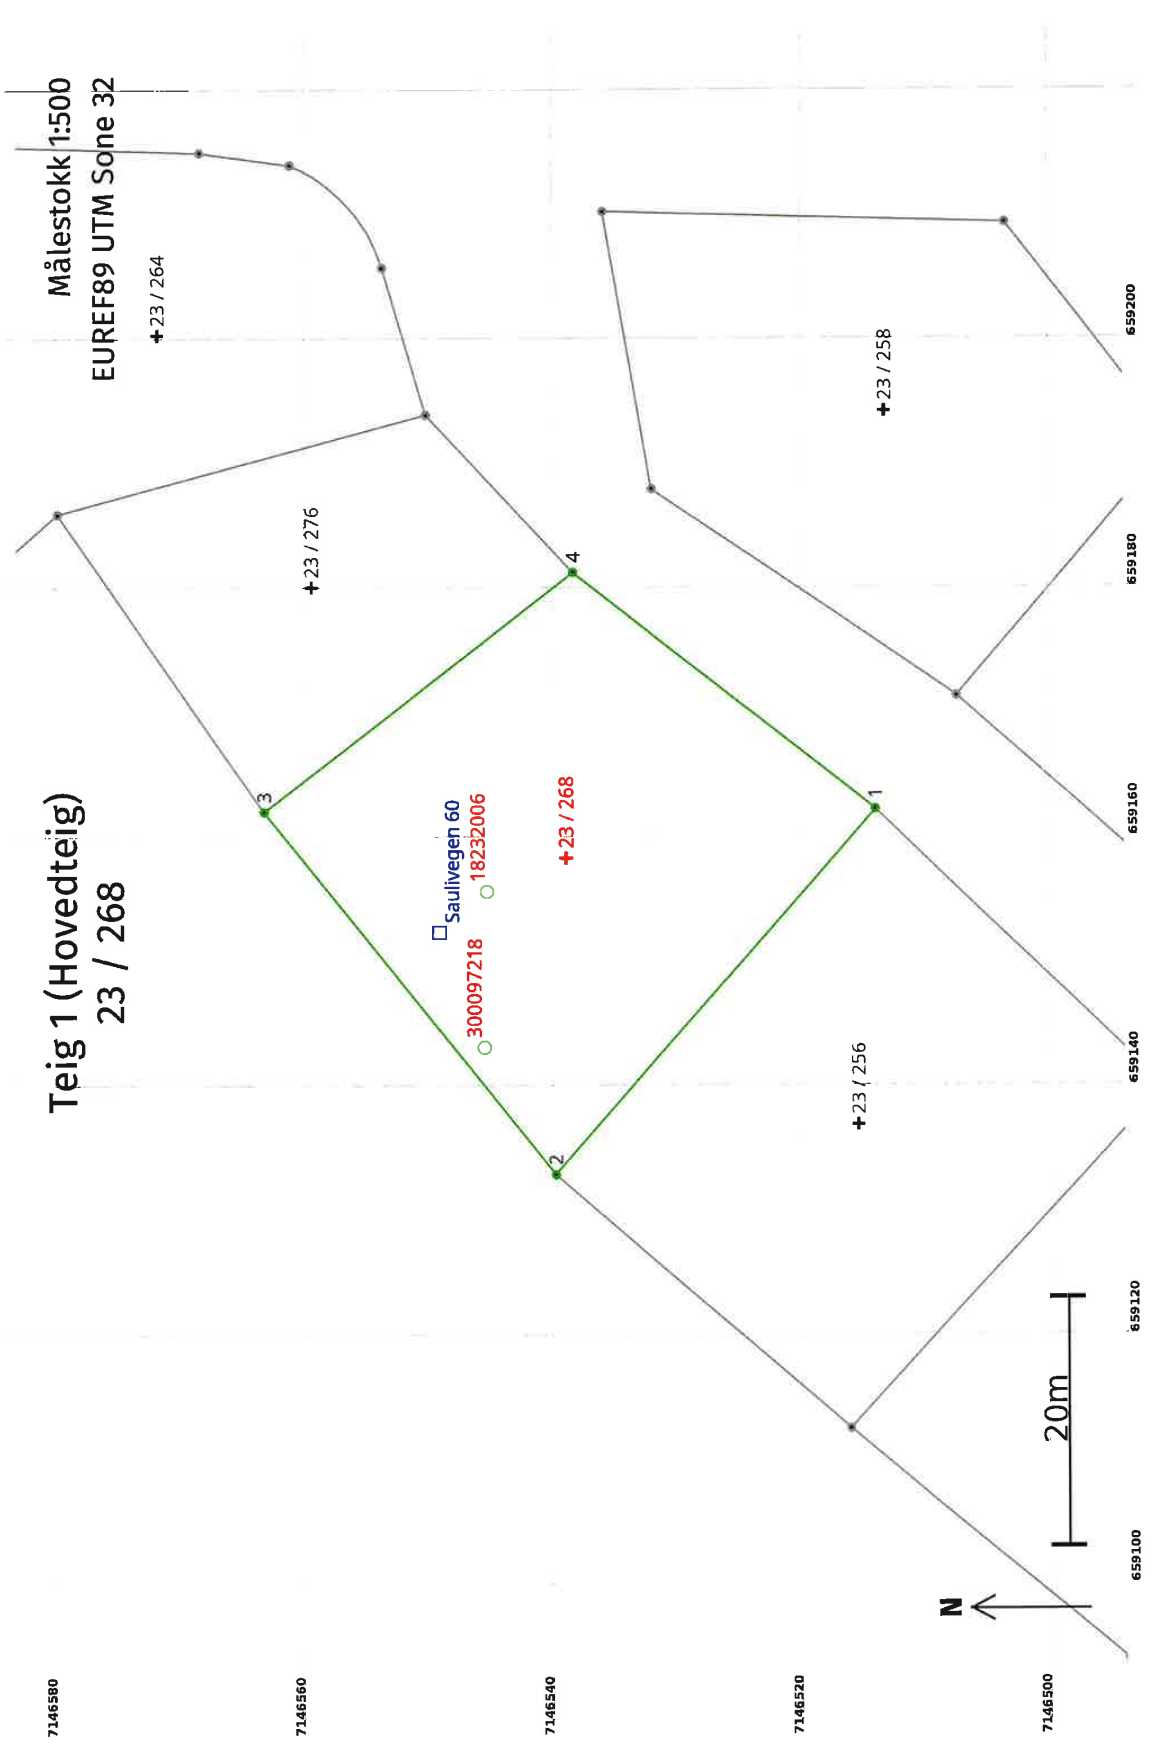 Teig 1 (Hovedteig)
23 / 268
Målestokk 1:500
EUREF89 UTM Sone 32
23 / 264
23 / 276
3
4
Saulivegen 60
18232006
300097218
23 / 268
23 / 258
2
1
23 / 256
20m
N
7146580
7146560
7146540
7146520
7146500
659100
659120
659140
659160
659180
659200